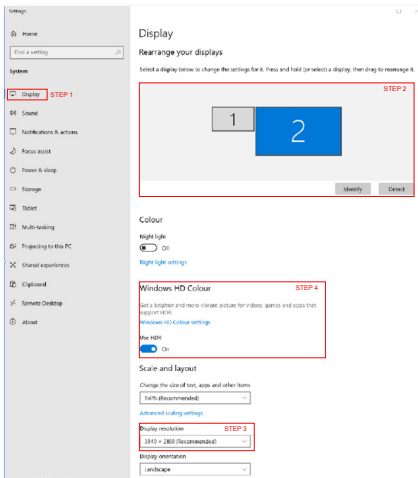 Settings
Home
Find a setting
System
Display STEP 1
Sound
Notifications & actions
Focus assist
Power & sleep
Storage
Tablet
Multi-tasking
Projecting to this PC
Shared experiences
Clipboard
Remote Desktop
About
Display
Rearrange your displays
Select a display below to change the settings for it. Press and hold (or select) a display, then drag to rearrange it.
STEP 2
1
2
Identify Detect
Colour
Night light
Off
Night light settings
STEP 4
Windows HD Colour
Get a brighter and more vibrant picture for videos, games and apps that
support HDR.
Windows HD Colour settings
Use HDR
On
Scale and layout
Change the size of text, apps and other items
150% (Recommended)
Advanced scaling settings
Display resolution STEP 3
3840 × 2160 (Recommended)
Display orientation
Landscape